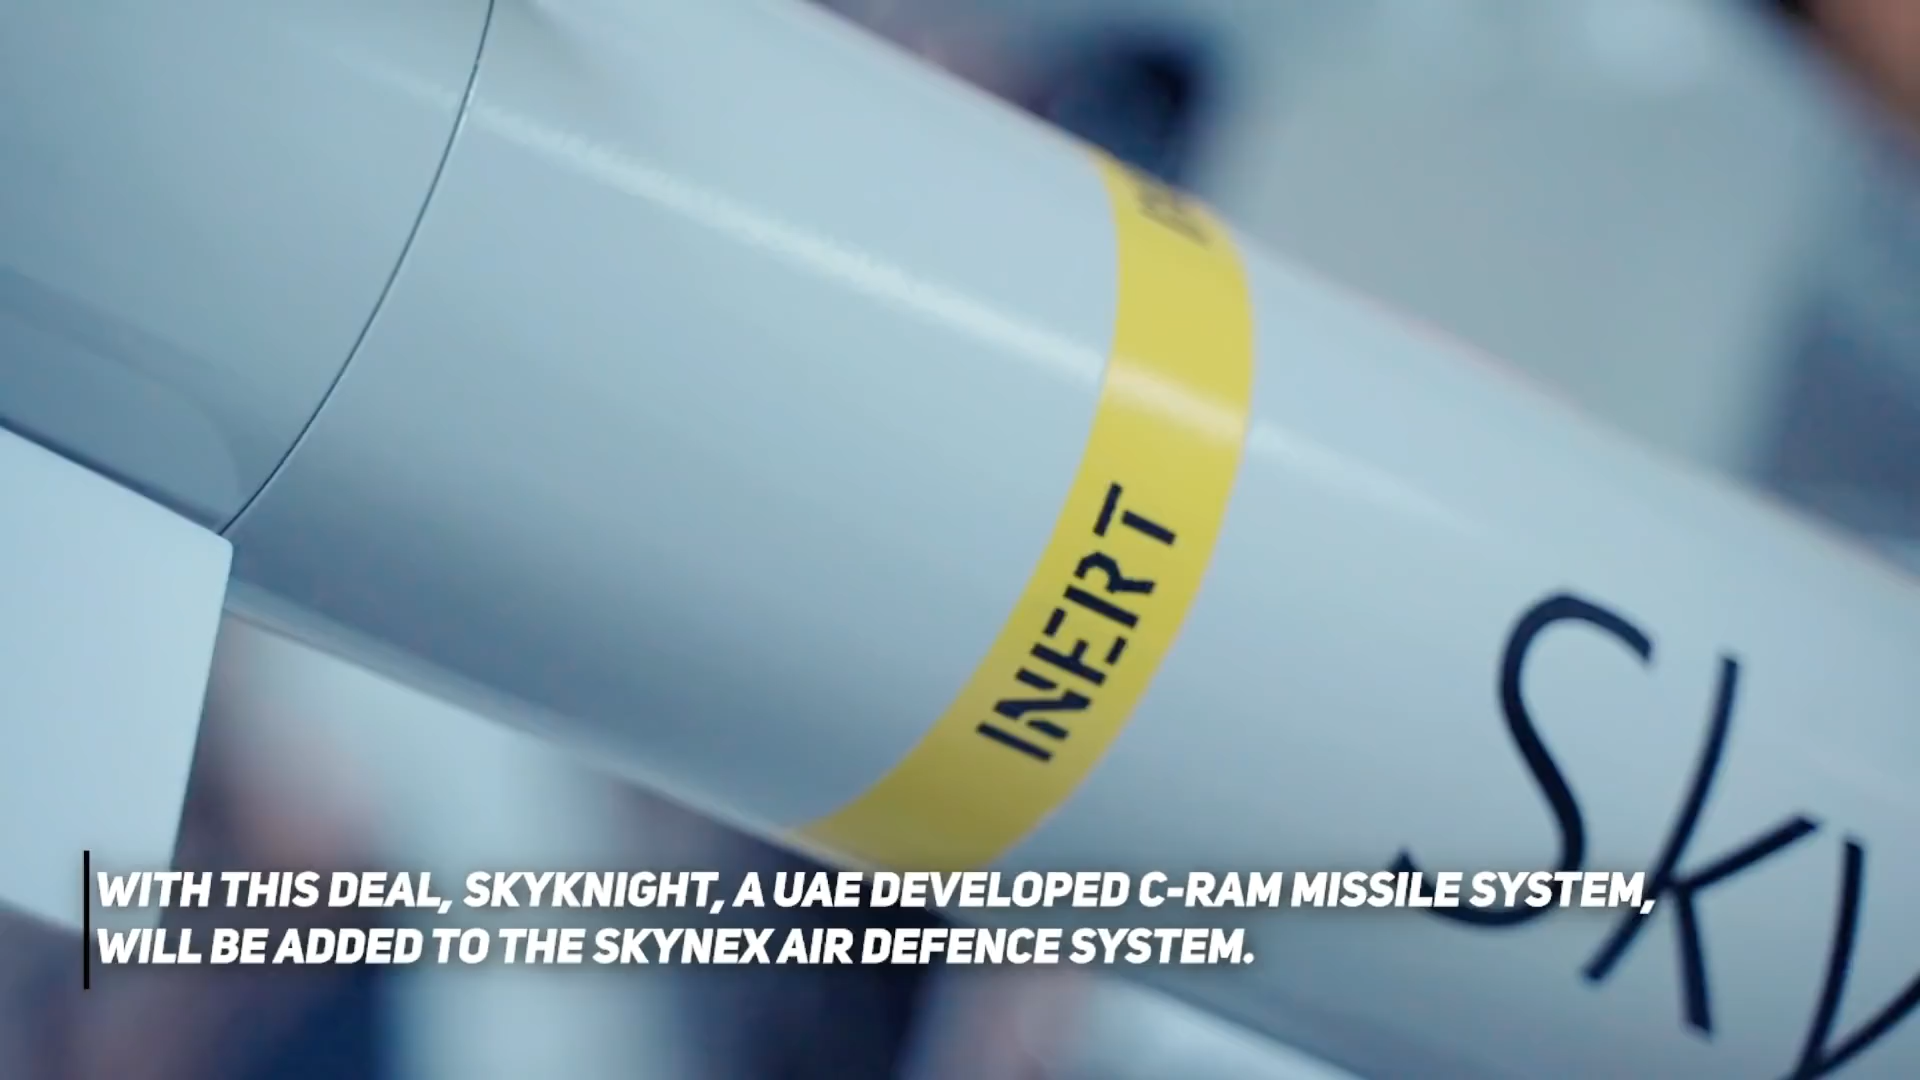 INERT
Sky
WITH THIS DEAL, SKYKNIGHT, A UAE DEVELOPED C-RAM MISSILE SYSTEM,
WILL BE ADDED TO THE SKYNEX AIR DEFENCE SYSTEM.